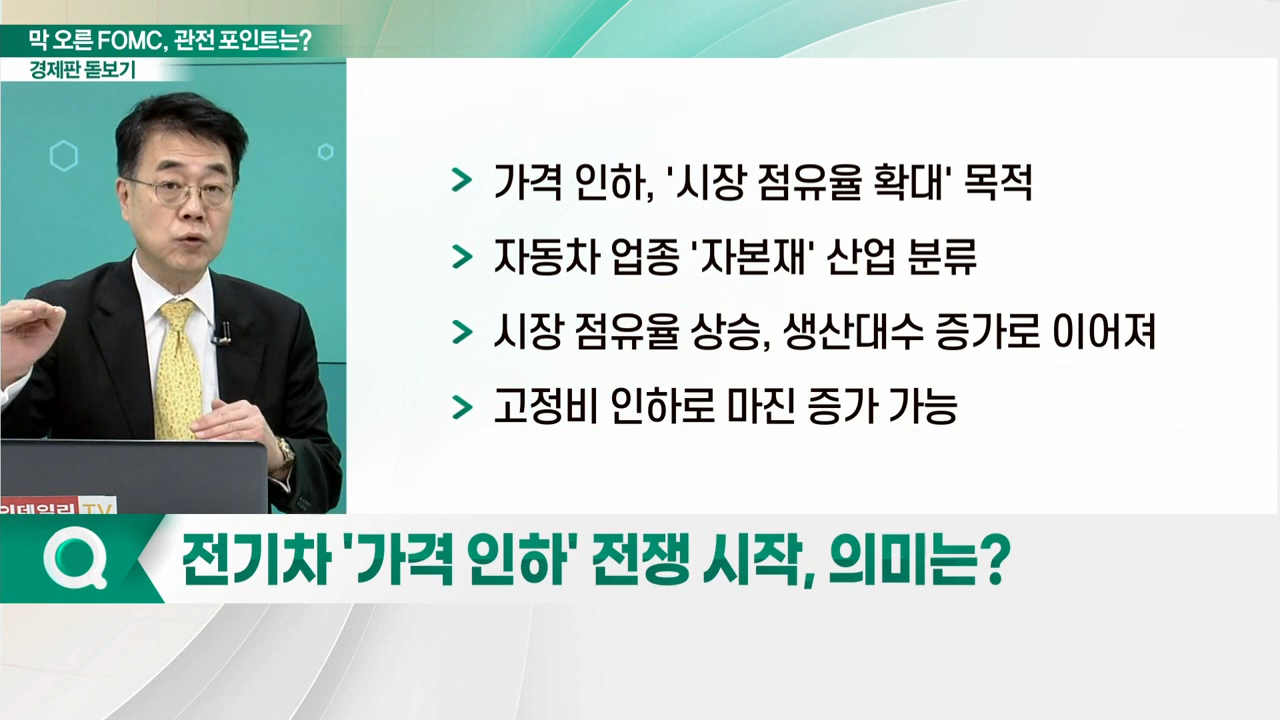 막 오른 FOMC, 관전 포인트는?
경제판 돋보기
> 가격 인하, '시장 점유율 확대' 목적
> 자동차 업종 '자본재' 산업 분류
> 시장 점유율 상승, 생산대수 증가로 이어져
> 고정비 인하로 마진 증가 가능
이데일리 TV
전기차 '가격 인하' 전쟁 시작, 의미는?